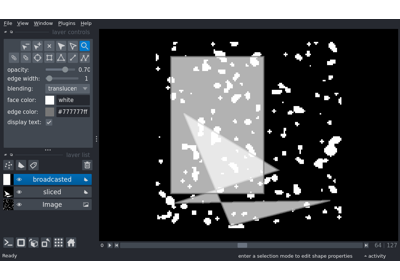 File View Window Plugins Help
layer controls
opacity: 0.70
edge width: 1
blending: translucen
face color: white
edge color: #777777ff
display text:
layer list
broadcasted
sliced
Image
0
64 127
Ready
enter a selection mode to edit shape properties
activity